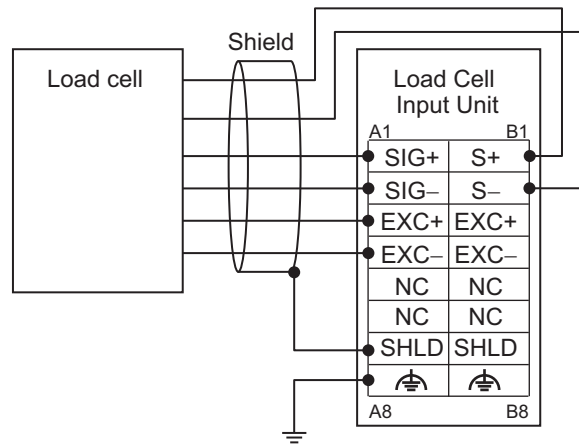 Shield
Load cell
Load Cell
Input Unit
A1 B1
SIG+ S+
SIG− S−
EXC+ EXC+
EXC− EXC−
NC NC
NC NC
SHLD SHLD
A8 B8